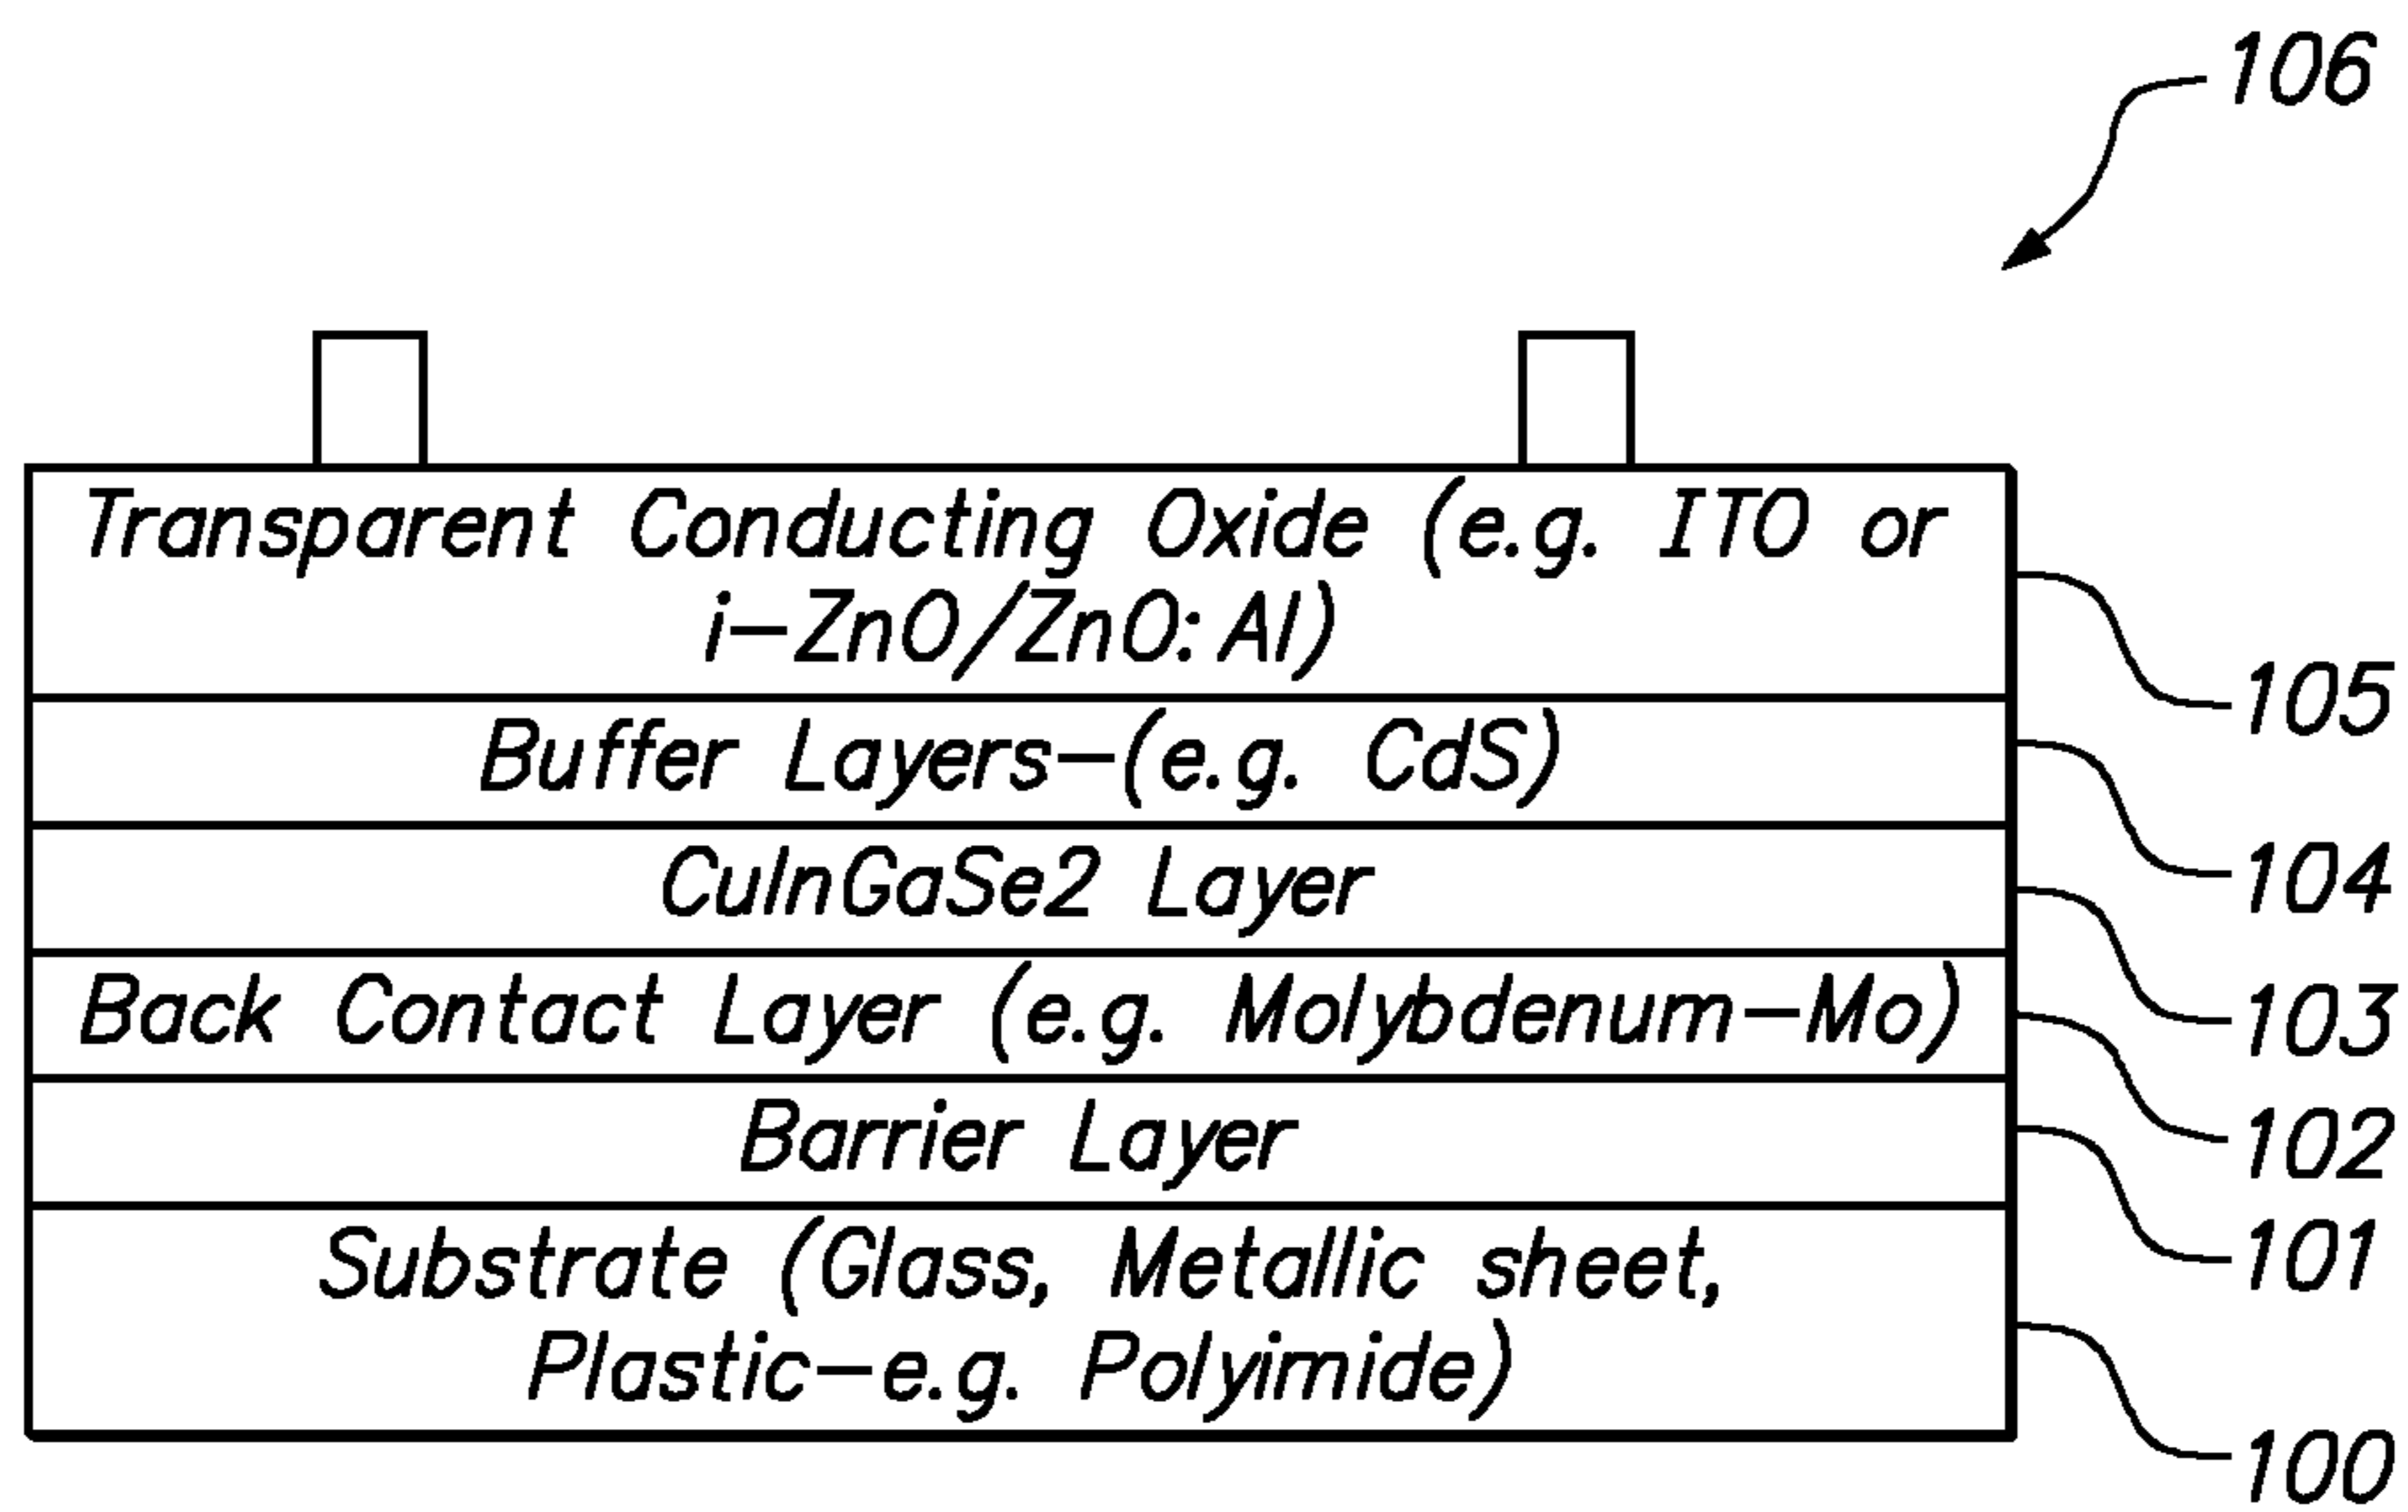 106
Transparent Conducting Oxide (e.g. ITO or
i-ZnO/ZnO: Al)
105
Buffer Layers-(e.g. CdS)
104
CuInGaSe2 Layer
103
Back Contact Layer (e.g. Molybdenum-Mo)
102
Barrier Layer
101
Substrate (Glass, Metallic sheet,
Plastic-e.g. Polyimide)
100